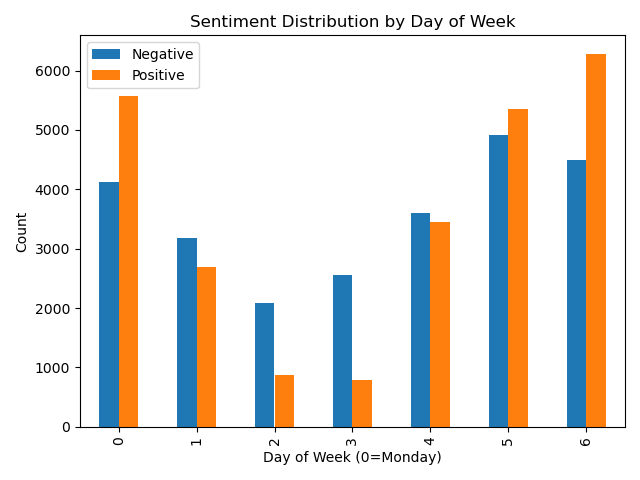 Sentiment Distribution by Day of Week
Negative
Positive
6000
5000
4000
3000
2000
1000
0
Count
0 1 2 3 4 5 6
Day of Week (0=Monday)